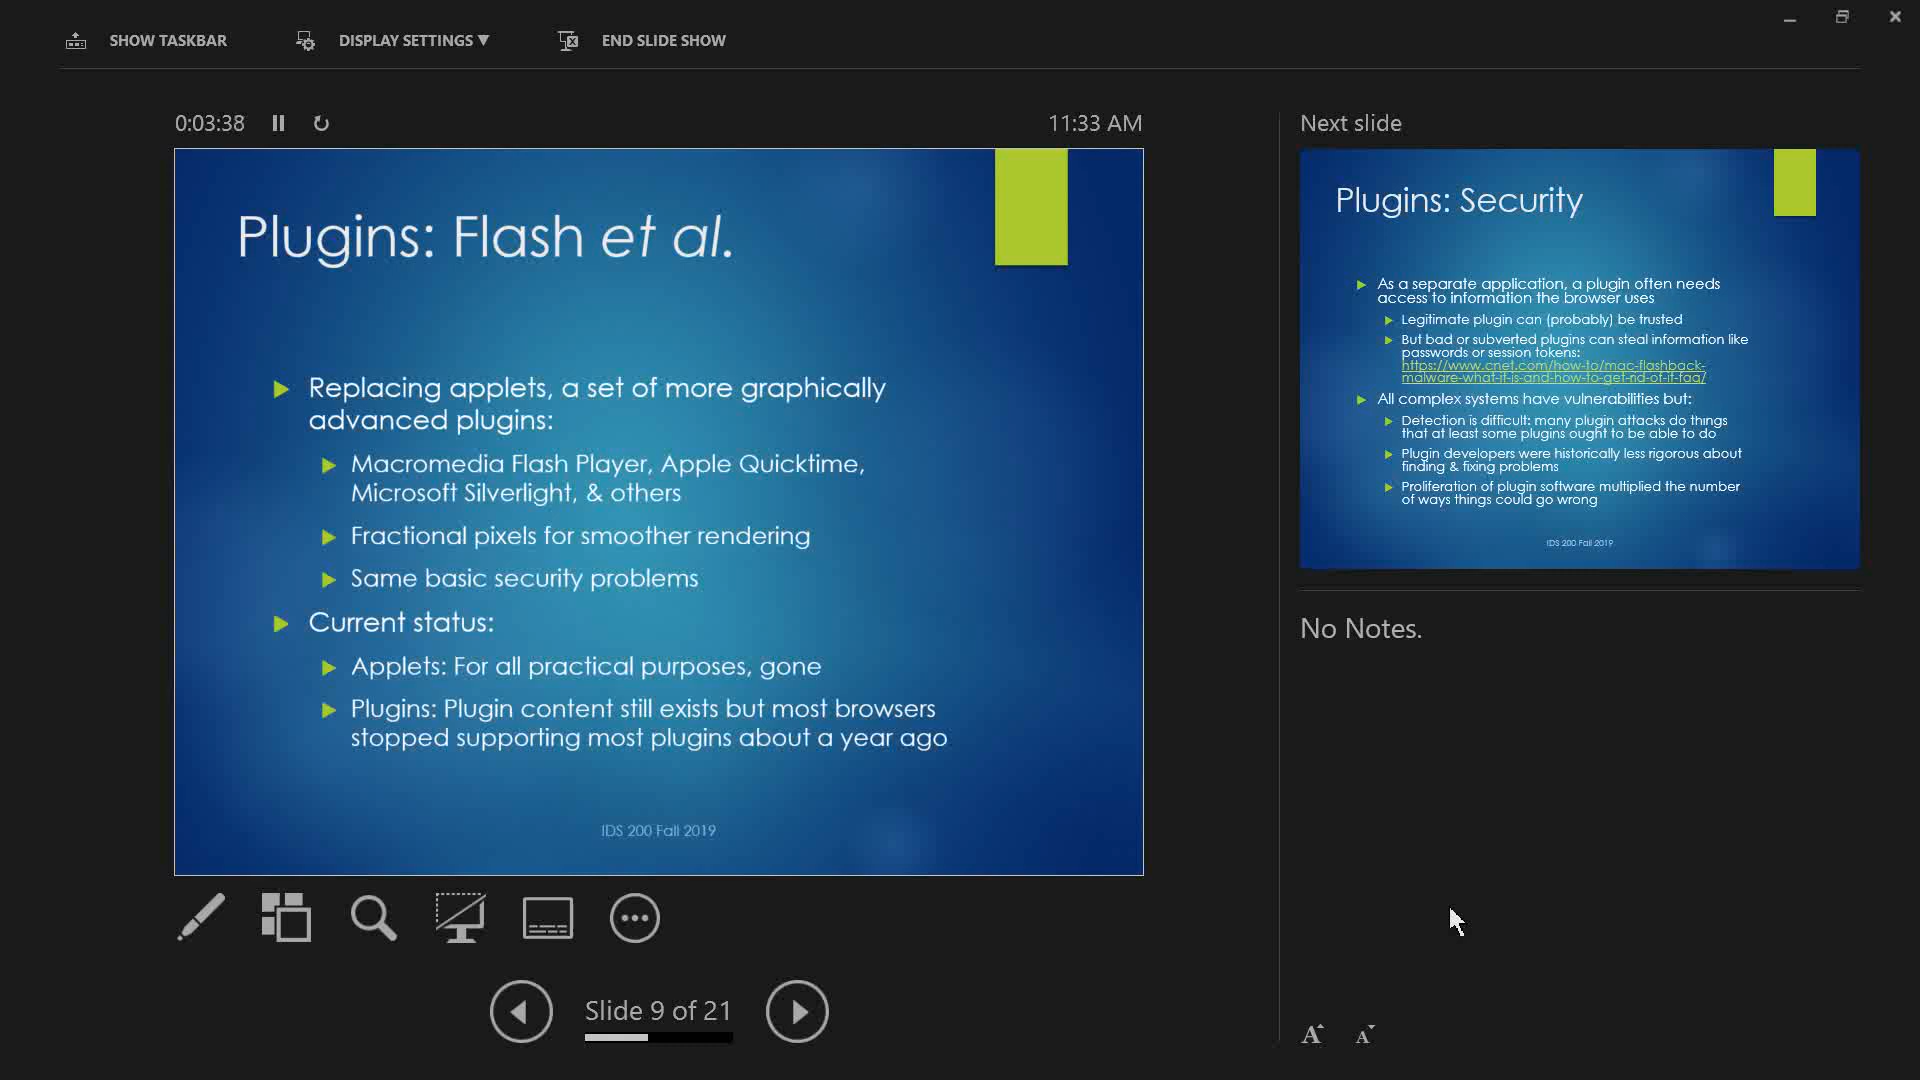 SHOW TASKBAR
DISPLAY SETTINGS ▼
END SLIDE SHOW
0:03:38
11:33 AM
Plugins: Flash et al.
Replacing applets, a set of more graphically
advanced plugins:
Macromedia Flash Player, Apple Quicktime,
Microsoft Silverlight, & others
Fractional pixels for smoother rendering
Same basic security problems
Current status:
Applets: For all practical purposes, gone
Plugins: Plugin content still exists but most browsers
stopped supporting most plugins about a year ago
IDS 200 Fall 2019
Slide 9 of 21
Next slide
Plugins: Security
As a separate application, a plugin often needs
access to information the browser uses
Legitimate plugin can (probably) be trusted
But bad or subverted plugins can steal information like
passwords or session tokens:
https://www.cnet.com/how-to/mac-flashback-
malware-what-it-is-and-how-to-get-rid-of-it-faq/
All complex systems have vulnerabilities but:
Detection is difficult: many plugin attacks do things
that at least some plugins ought to be able to do
Plugin developers were historically less rigorous about
finding & fixing problems
Proliferation of plugin software multiplied the number
of ways things could go wrong
IDS 200 Fall 2019
No Notes.
A A